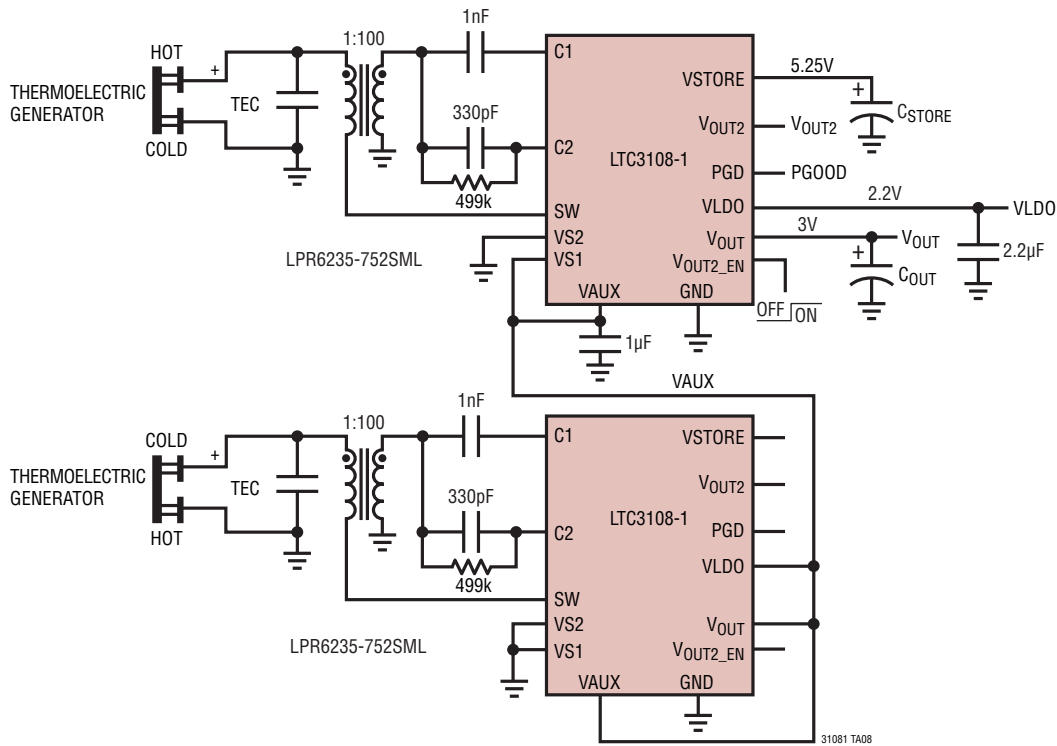 1:100
1nF
HOT
+
THERMOELECTRIC
GENERATOR
TEC
COLD
330pF
499k
LPR6235-752SML
C1
C2
SW
VS2
VS1
VAUX
GND
LTC3108-1
VSTORE
VOUT2
PGD
VLDO
VOUT
VOUT2_EN
5.25V
+
CSTORE
VOUT2
PGOOD
2.2V
VLDO
3V
VOUT
+
COUT
2.2µF
OFF ON
1µF
VAUX
1:100
1nF
COLD
+
THERMOELECTRIC
GENERATOR
TEC
HOT
330pF
499k
LPR6235-752SML
C1
C2
SW
VS2
VS1
VAUX
GND
LTC3108-1
VSTORE
VOUT2
PGD
VLDO
VOUT
VOUT2_EN
31081 TA08